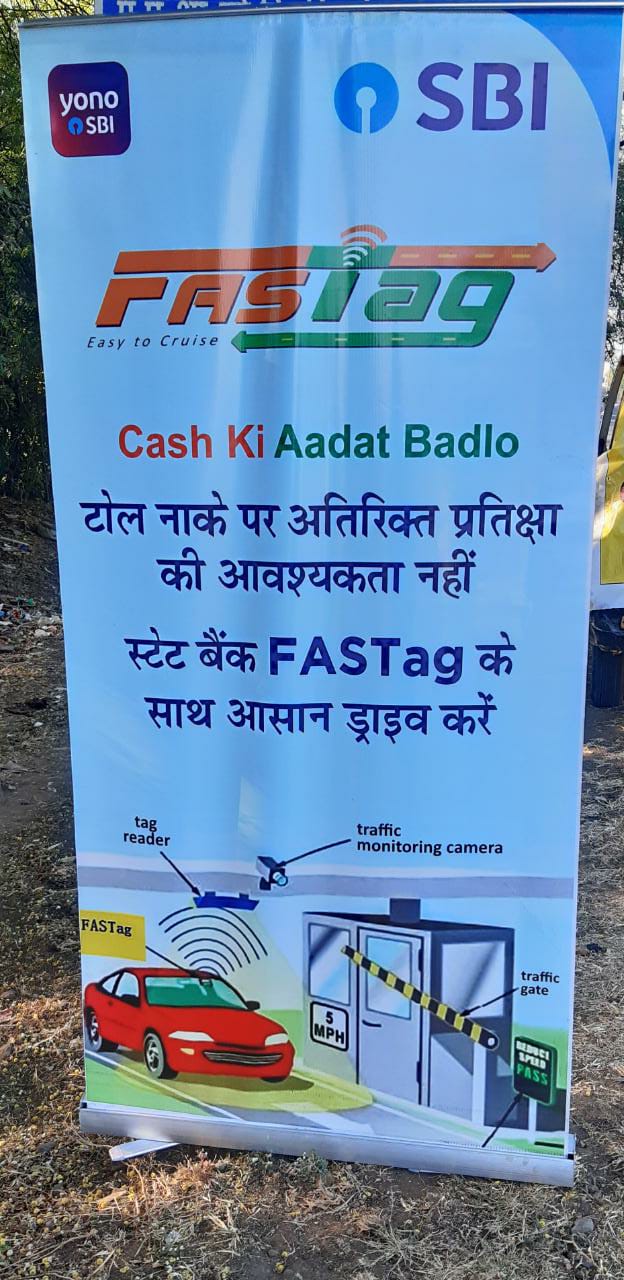 yono
SBI
SBI
FASTag
Easy to Cruise
Cash Ki Aadat Badlo
टोल नाके पर अतिरिक्त प्रतिक्षा
की आवश्यकता नहीं
स्टेट बैंक FASTag के
साथ आसान ड्राइव करें
tag
reader
traffic
monitoring camera
FASTag
traffic
gate
5
MPH
REDUCE
SPEED
PASS